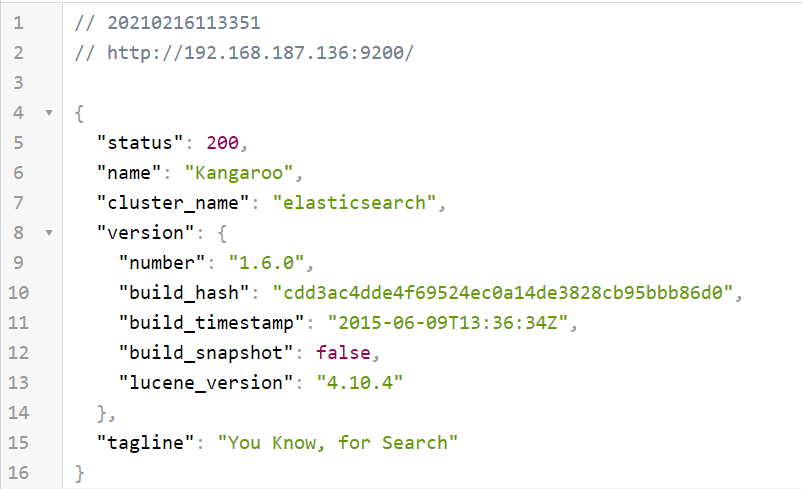 1 // 20210216113351
2 // http://192.168.187.136:9200/
3
4 {
5 "status": 200,
6 "name": "Kangaroo",
7 "cluster_name": "elasticsearch",
8 "version": {
9 "number": "1.6.0",
10 "build_hash": "cdd3ac4dde4f69524ec0a14de3828cb95bbb86d0",
11 "build_timestamp": "2015-06-09T13:36:34Z",
12 "build_snapshot": false,
13 "lucene_version": "4.10.4"
14 },
15 "tagline": "You Know, for Search"
16 }